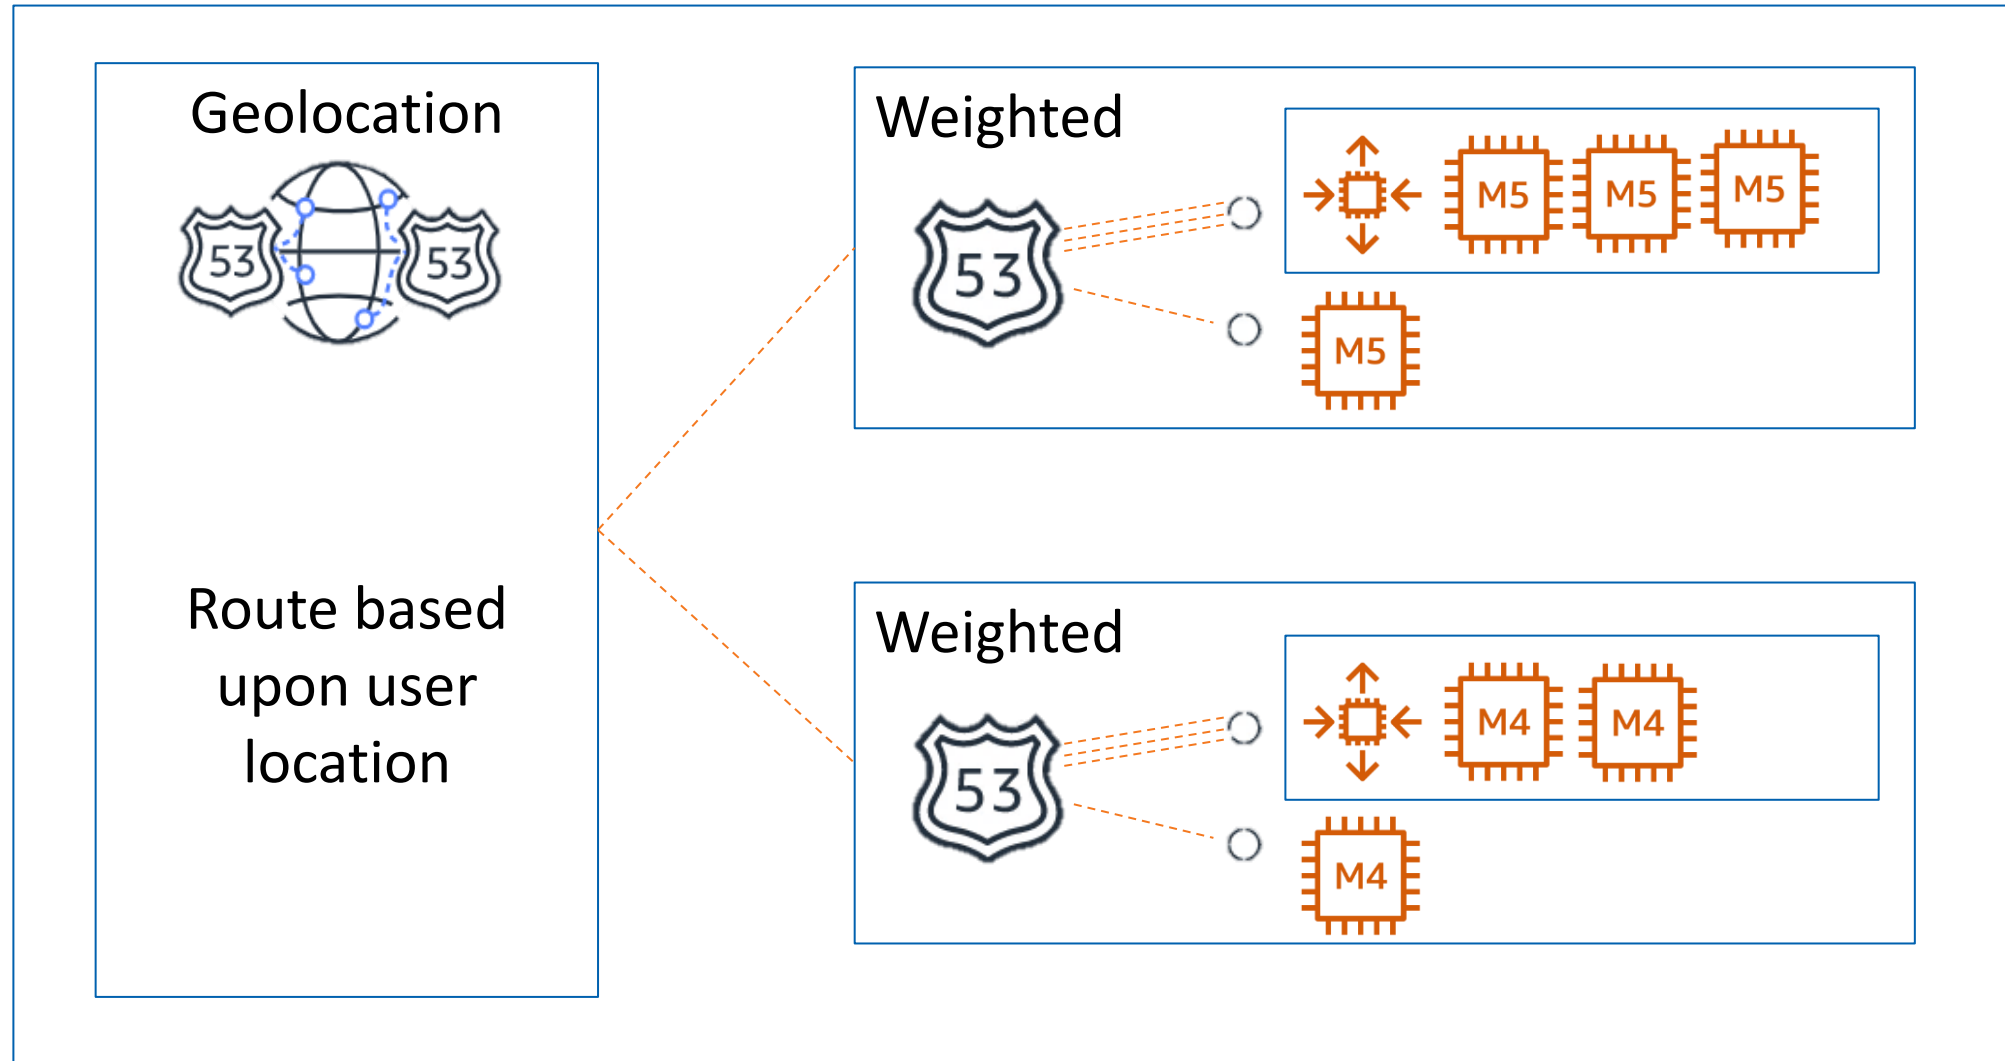 Geolocation
53
53
Route based
upon user
location
Weighted
53
M5
M5
M5
M5
Weighted
53
M4
M4
M4